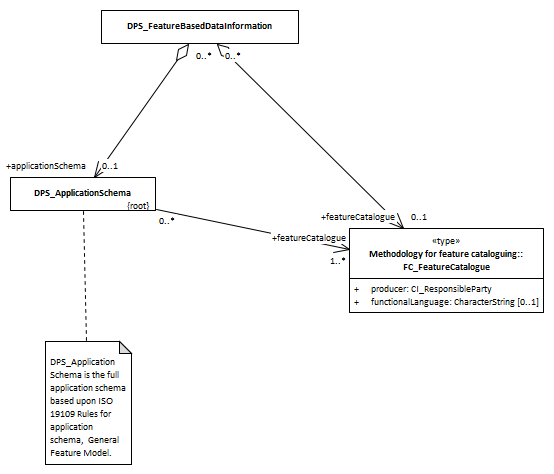 DPS_FeatureBasedDataInformation
0..*
0..*
+applicationSchema
0..1
DPS_ApplicationSchema
{root}
0..*
+featureCatalogue
0..1
+featureCatalogue
1..*
«type»
Methodology for feature cataloguing::
FC_FeatureCatalogue
+ producer: CI_ResponsibleParty
+ functionalLanguage: CharacterString [0..1]
DPS_Application
Schema is the full
application schema
based upon ISO
19109 Rules for
application
schema, General
Feature Model.